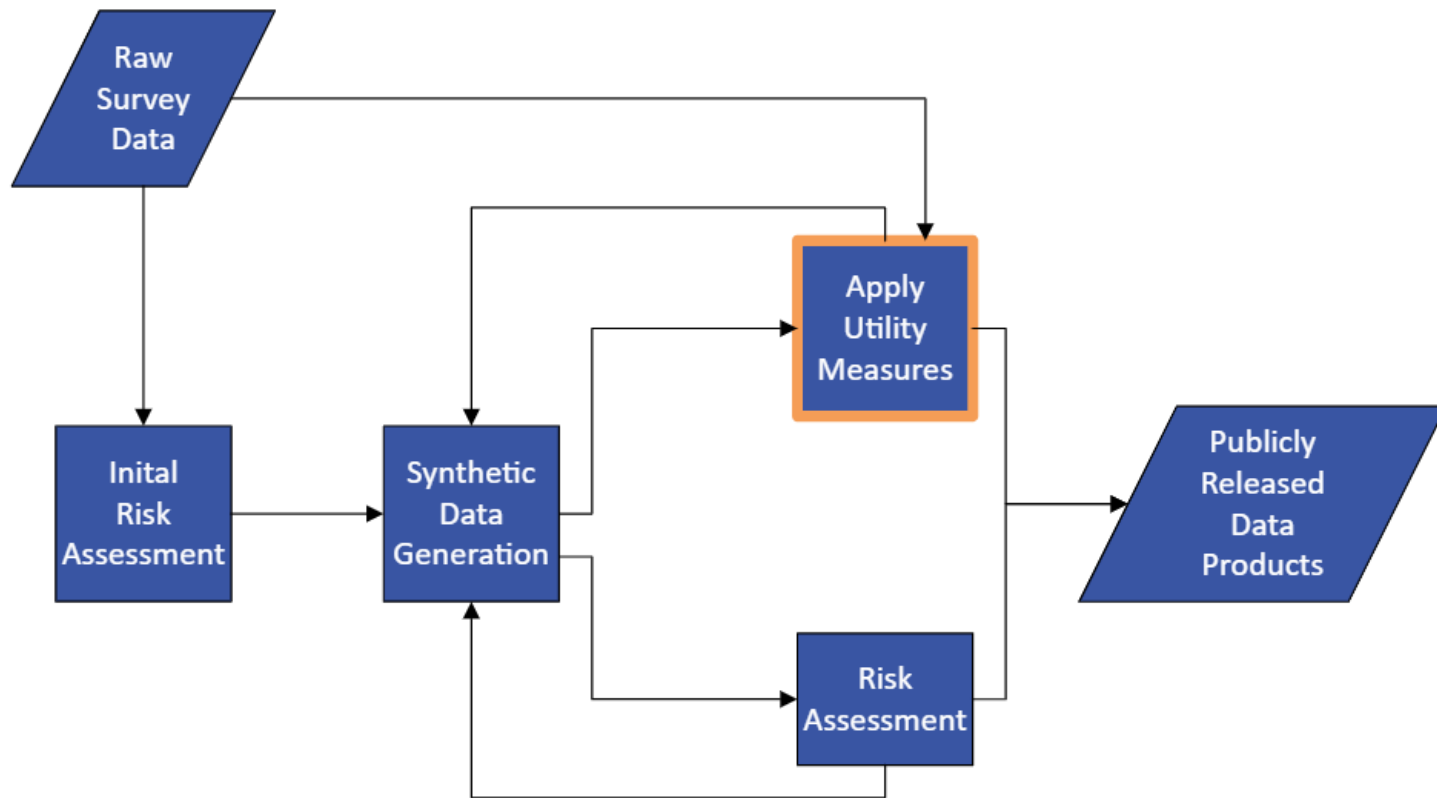 Raw
Survey
Data
Apply
Utility
Measures
Inital
Risk
Assessment
Synthetic
Data
Generation
Publicly
Released
Data
Products
Risk
Assessment